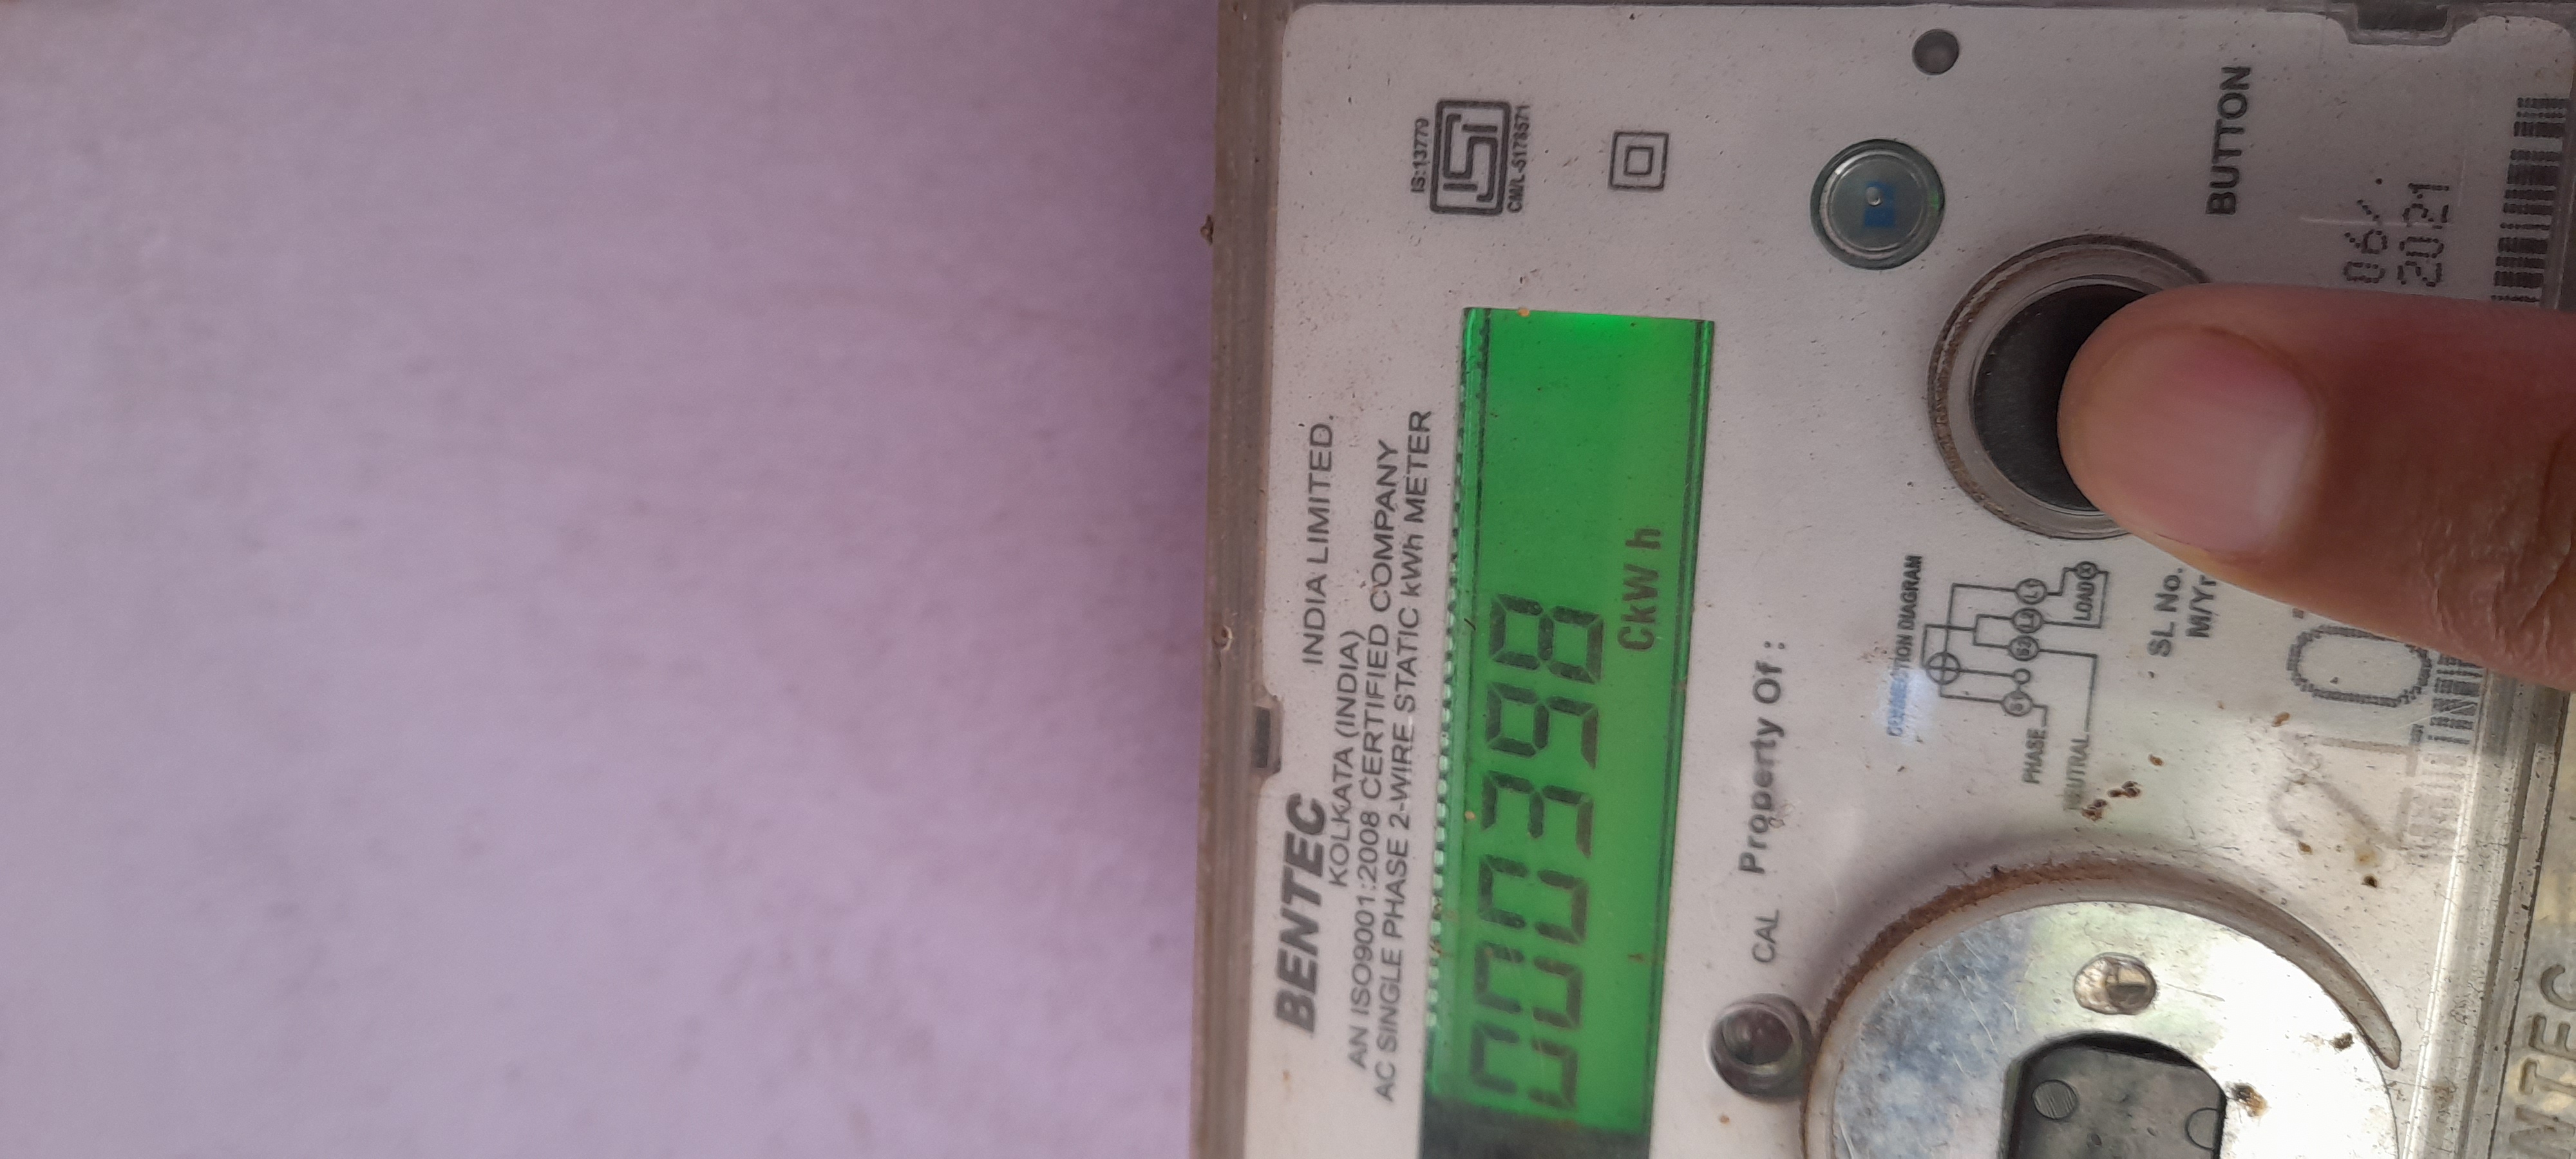 BENTEC INDIA LIMITED.
KOLKATA (INDIA)
AN ISO9001:2008 CERTIFIED COMPANY
AC SINGLE PHASE 2-WIRE STATIC kWh METER
IS:13779
ISI
CM/L-5178571
000398
CkW h
CAL Property Of :
CONNECTION DIAGRAM
PHASE
NEUTRAL
LOAD
BUTTON
SL No.
M/Yr
06/
2021